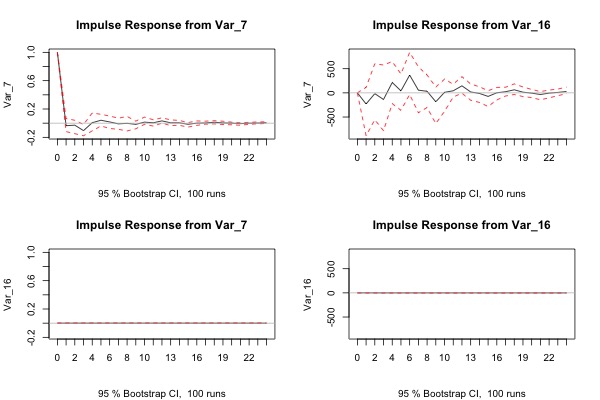 Impulse Response from Var_7
Var_7
-0.2 0.2 0.6 1.0
0 2 4 6 8 10 13 16 19 22
95 % Bootstrap CI, 100 runs
Impulse Response from Var_16
Var_7
-500 0 500
0 2 4 6 8 10 13 16 19 22
95 % Bootstrap CI, 100 runs
Impulse Response from Var_7
Var_16
-0.2 0.2 0.6 1.0
0 2 4 6 8 10 13 16 19 22
95 % Bootstrap CI, 100 runs
Impulse Response from Var_16
Var_16
-500 0 500
0 2 4 6 8 10 13 16 19 22
95 % Bootstrap CI, 100 runs